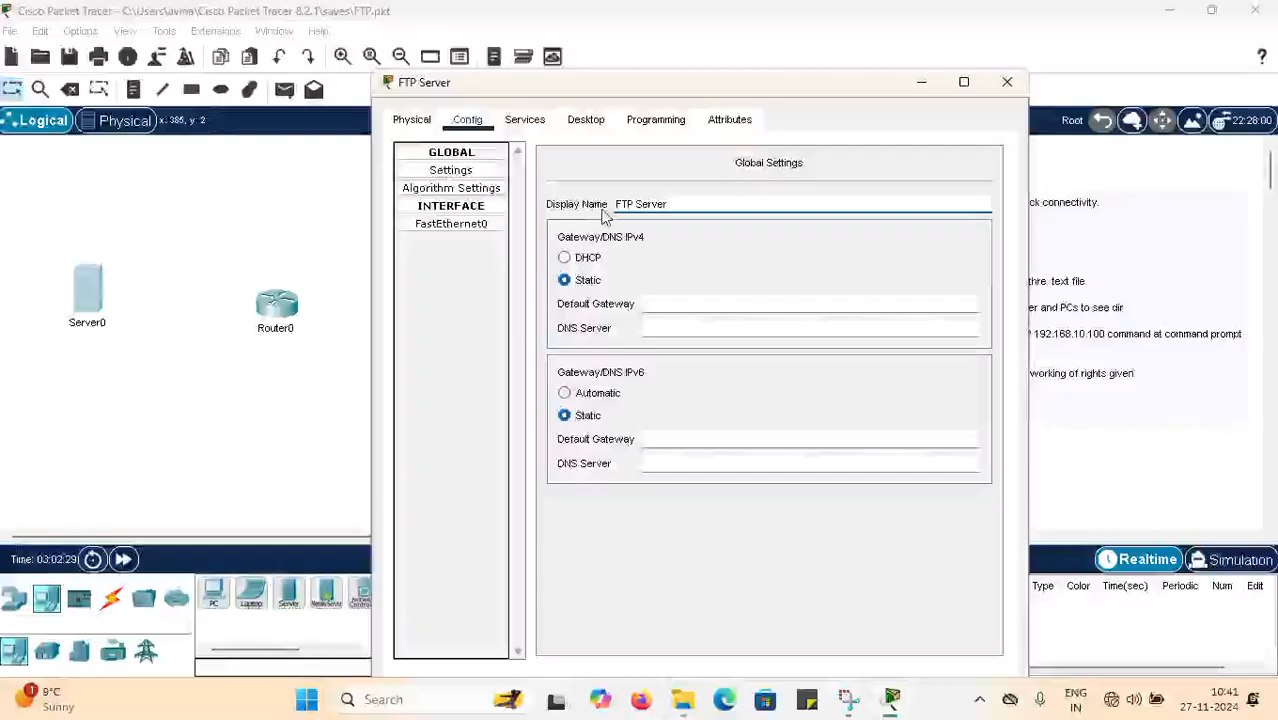 Cisco Packet Tracer - C:\Users\avina\Cisco Packet Tracer 8.2.1\saves\FTP.pkt
File Edit Options View Tools Extensions Window Help
FTP Server
Physical Config Services Desktop Programming Attributes
Logical Physical x: 385, y: 2
Root 22:28:00
GLOBAL
Settings
Algorithm Settings
INTERFACE
FastEthernet0
Global Settings
Display Name FTP Server
Gateway/DNS IPv4
DHCP
Static
Default Gateway
DNS Server
Gateway/DNS IPv6
Automatic
Static
Default Gateway
DNS Server
Server0
Router0
ck connectivity.
thre. text file.
er and PCs to see dir
192.168.10.100 command at command prompt
working of rights given
Time: 03:02:29
Realtime Simulation
PC Laptop Server
Type Color Time(sec) Periodic Num Edit
9°C
Sunny
1
Search
ENG
IN
10:41
27-11-2024